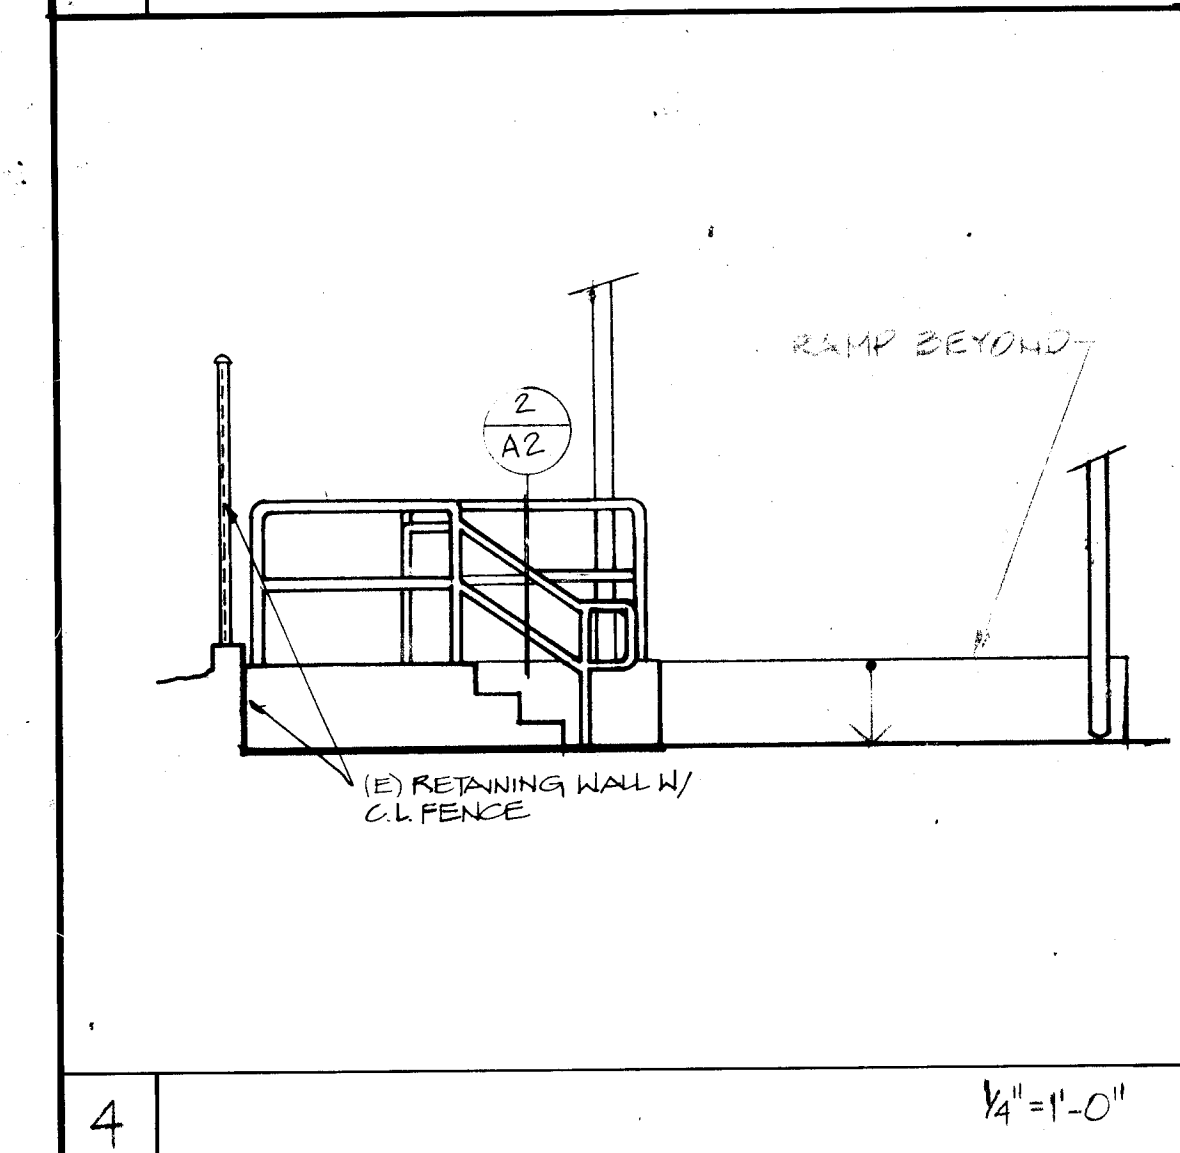 RAMP BEYOND
2
A2
(E) RETAINING WALL W/
C.L. FENCE
4
1/4" = 1'-0"